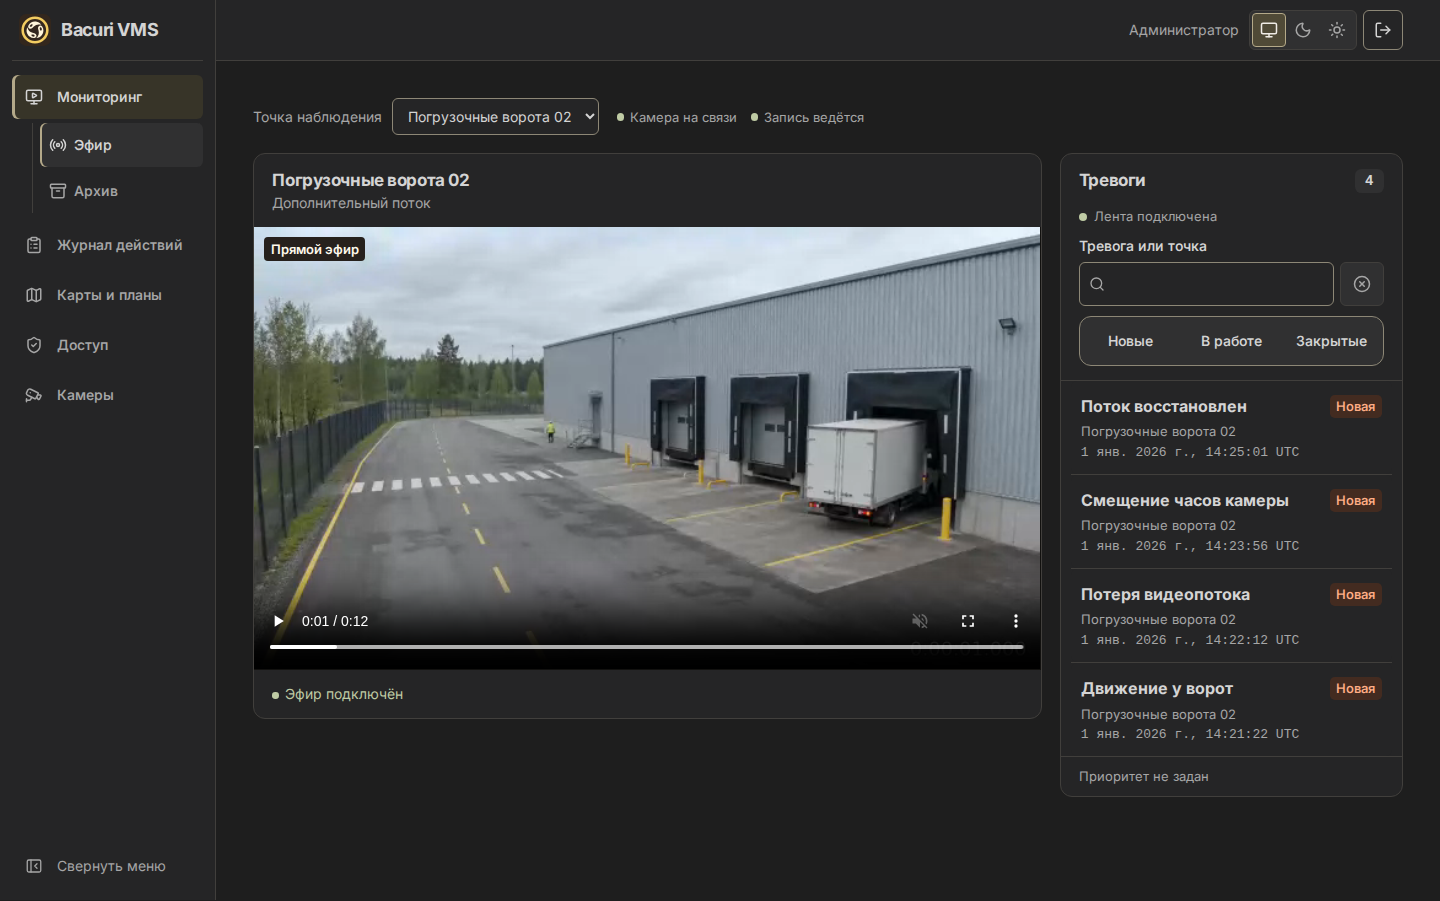 Bacuri VMS
Администратор
Мониторинг
Эфир
Архив
Журнал действий
Карты и планы
Доступ
Камеры
Свернуть меню
Точка наблюдения
Погрузочные ворота 02
Камера на связи
Запись ведётся
Погрузочные ворота 02
Дополнительный поток
Прямой эфир
0:01 / 0:12
Эфир подключён
Тревоги
4
Лента подключена
Тревога или точка
Новые
В работе
Закрытые
Поток восстановлен
Новая
Погрузочные ворота 02
1 янв. 2026 г., 14:25:01 UTC
Смещение часов камеры
Новая
Погрузочные ворота 02
1 янв. 2026 г., 14:23:56 UTC
Потеря видеопотока
Новая
Погрузочные ворота 02
1 янв. 2026 г., 14:22:12 UTC
Движение у ворот
Новая
Погрузочные ворота 02
1 янв. 2026 г., 14:21:22 UTC
Приоритет не задан